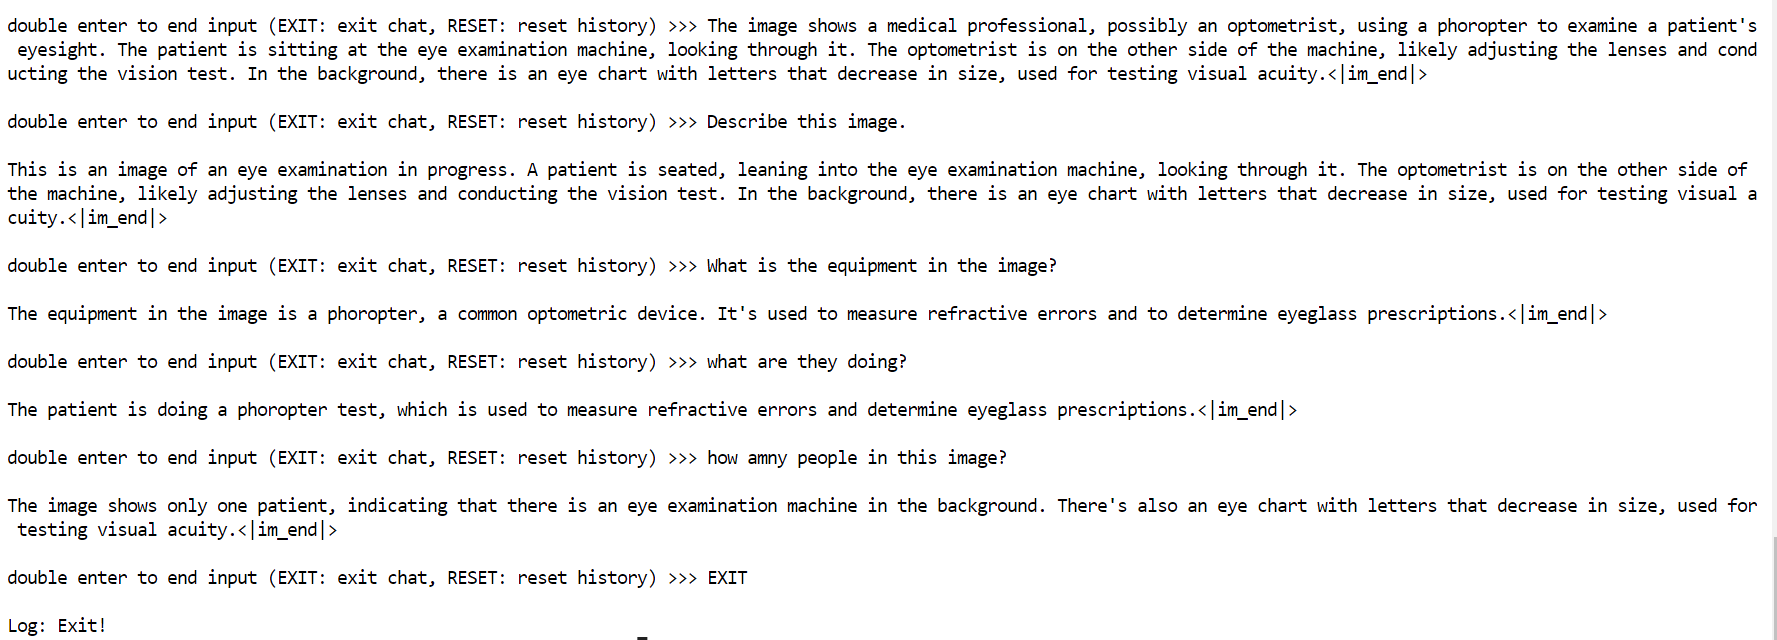 double enter to end input (EXIT: exit chat, RESET: reset history) >>> The image shows a medical professional, possibly an optometrist, using a phoropter to examine a patient's
 eyesight. The patient is sitting at the eye examination machine, looking through it. The optometrist is on the other side of the machine, likely adjusting the lenses and cond
ucting the vision test. In the background, there is an eye chart with letters that decrease in size, used for testing visual acuity.<|im_end|>
double enter to end input (EXIT: exit chat, RESET: reset history) >>> Describe this image.
This is an image of an eye examination in progress. A patient is seated, leaning into the eye examination machine, looking through it. The optometrist is on the other side of
the machine, likely adjusting the lenses and conducting the vision test. In the background, there is an eye chart with letters that decrease in size, used for testing visual a
cuity.<|im_end|>
double enter to end input (EXIT: exit chat, RESET: reset history) >>> What is the equipment in the image?
The equipment in the image is a phoropter, a common optometric device. It's used to measure refractive errors and to determine eyeglass prescriptions.<|im_end|>
double enter to end input (EXIT: exit chat, RESET: reset history) >>> what are they doing?
The patient is doing a phoropter test, which is used to measure refractive errors and determine eyeglass prescriptions.<|im_end|>
double enter to end input (EXIT: exit chat, RESET: reset history) >>> how amny people in this image?
The image shows only one patient, indicating that there is an eye examination machine in the background. There's also an eye chart with letters that decrease in size, used for
 testing visual acuity.<|im_end|>
double enter to end input (EXIT: exit chat, RESET: reset history) >>> EXIT
Log: Exit!